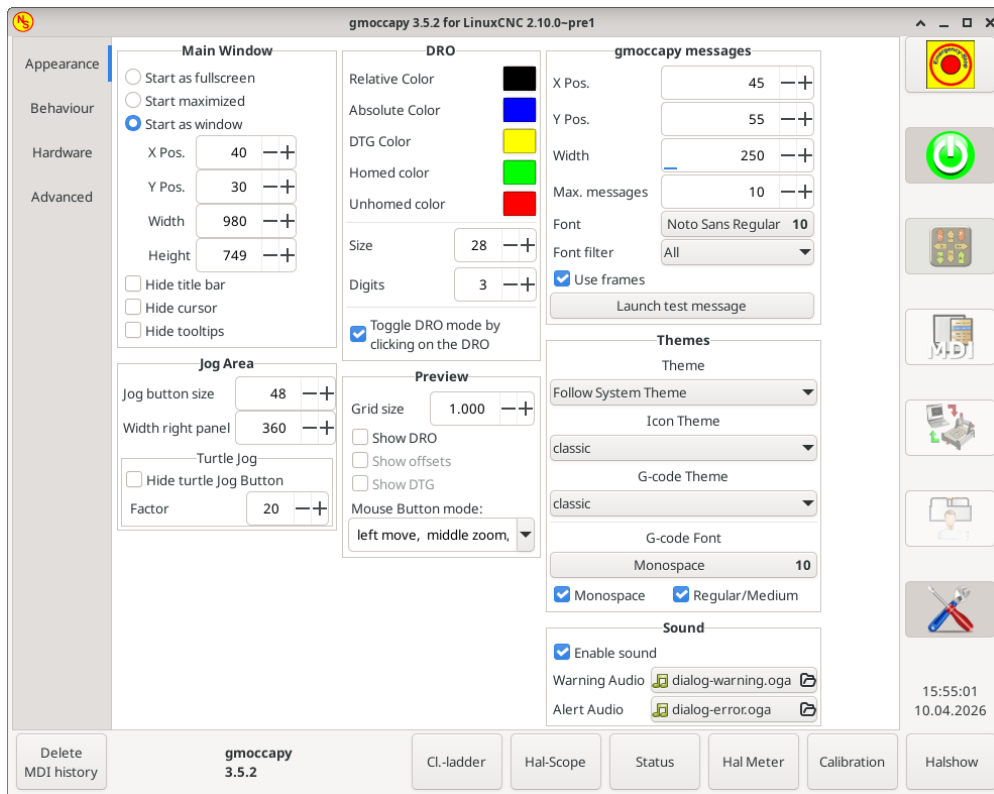 NS
gmoccapy 3.5.2 for LinuxCNC 2.10.0~pre1
Appearance
Behaviour
Hardware
Advanced
Main Window
Start as fullscreen
Start maximized
Start as window
X Pos. 40
Y Pos. 30
Width 980
Height 749
Hide title bar
Hide cursor
Hide tooltips
Jog Area
Jog button size 48
Width right panel 360
Turtle Jog
Hide turtle Jog Button
Factor 20
DRO
Relative Color
Absolute Color
DTG Color
Homed color
Unhomed color
Size 28
Digits 3
Toggle DRO mode by
clicking on the DRO
Preview
Grid size 1.000
Show DRO
Show offsets
Show DTG
Mouse Button mode:
left move, middle zoom,
gmoccapy messages
X Pos. 45
Y Pos. 55
Width 250
Max. messages 10
Font Noto Sans Regular 10
Font filter All
Use frames
Launch test message
Themes
Theme
Follow System Theme
Icon Theme
classic
G-code Theme
classic
G-code Font
Monospace 10
Monospace Regular/Medium
Sound
Enable sound
Warning Audio dialog-warning.oga
Alert Audio dialog-error.oga
Emergency-Stop
MDI
15:55:01
10.04.2026
Delete
MDI history
gmoccapy
3.5.2
Cl.-ladder
Hal-Scope
Status
Hal Meter
Calibration
Halshow